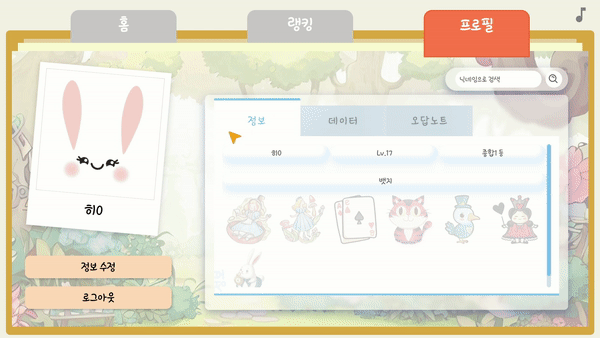 홈
랭킹
프로필
닉네임으로 검색
정보
데이터
오답노트
히0
Lv.17
종합1 등
뱃지
히0
정보 수정
로그아웃